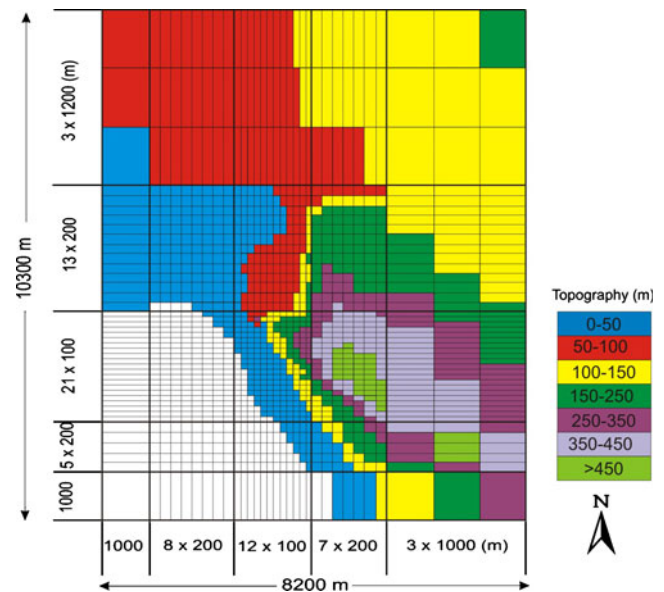 3 x 1200 (m)
13 x 200
21 x 100
5 x 200
1000
10300 m
1000
8 x 200
12 x 100
7 x 200
3 x 1000 (m)
8200 m
Topography (m)
0-50
50-100
100-150
150-250
250-350
350-450
>450
N